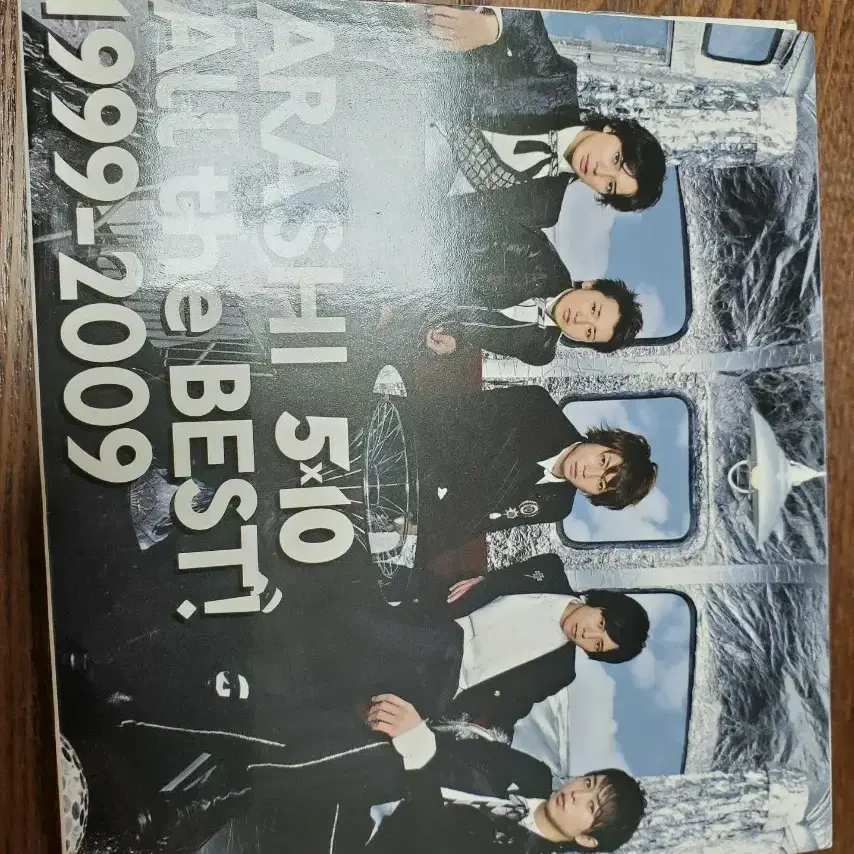 ARASHI 5×10
All the BEST!
1999-2009